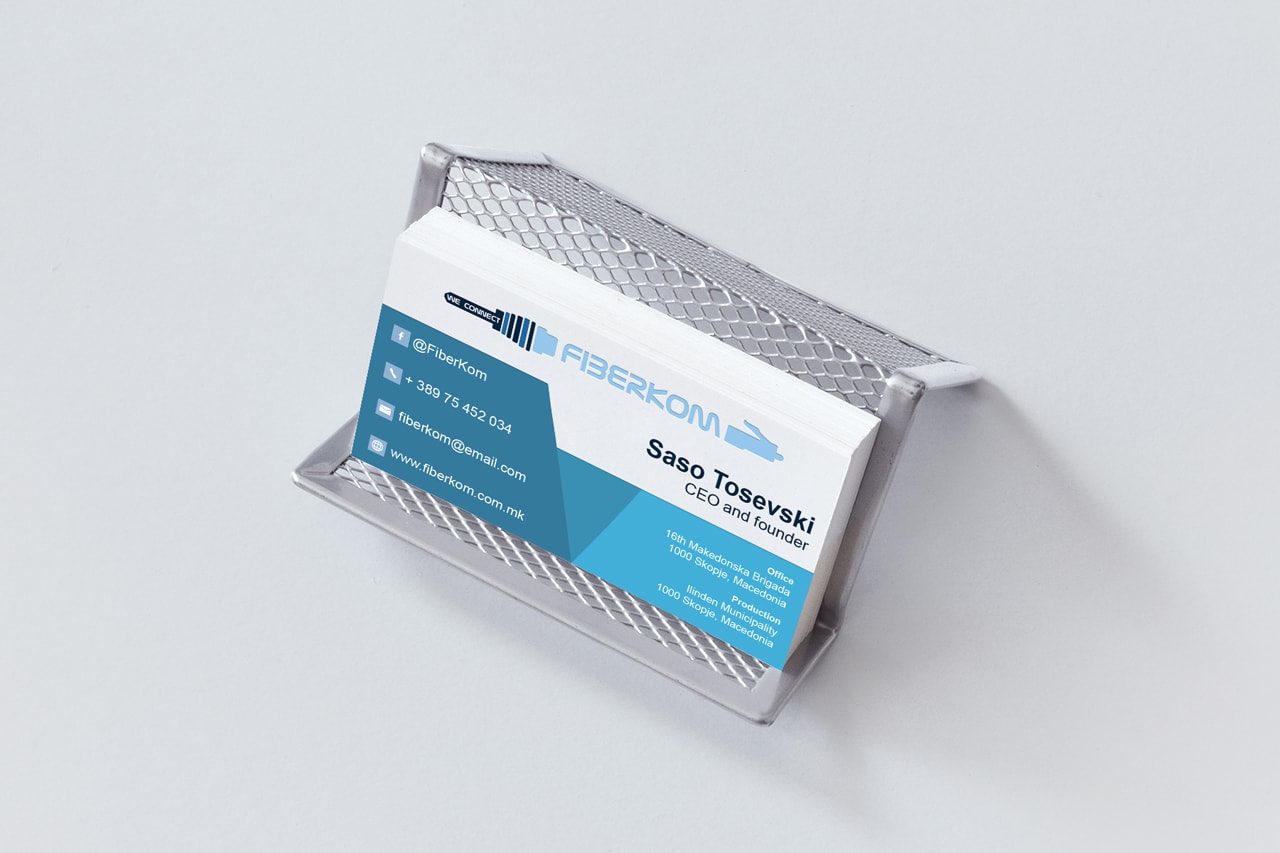 WE CONNECT
FIBERKOM
@FiberKom
+ 389 75 452 034
fiberkom@email.com
www.fiberkom.com.mk
Saso Tosevski
CEO and founder
Office
16th Makedonska Brigada
1000 Skopje, Macedonia
Production
Ilinden Municipality
1000 Skopje, Macedonia